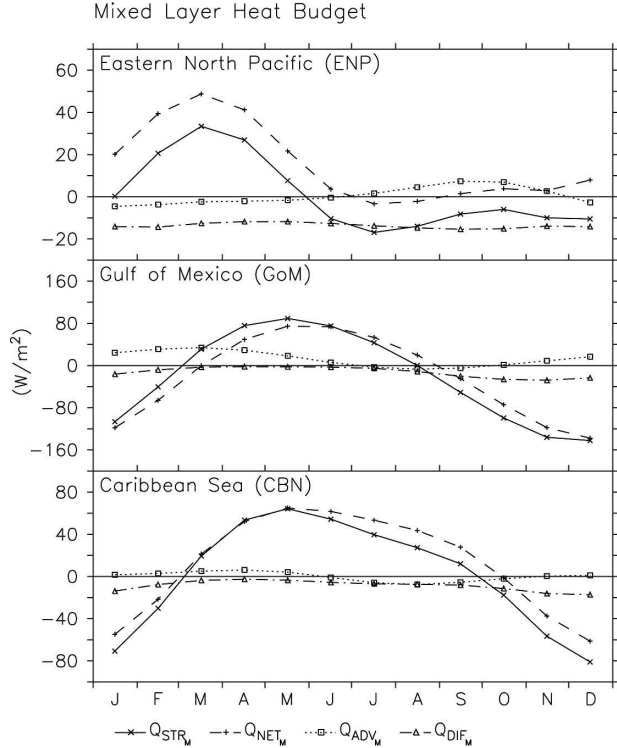 Mixed Layer Heat Budget
Eastern North Pacific (ENP)
60
40
20
0
−20
Gulf of Mexico (GoM)
160
80
0
−80
−160
(W/m²)
Caribbean Sea (CBN)
80
40
0
−40
−80
J F M A M J J A S O N D
Q_STR_M Q_NET_M Q_ADV_M Q_DIF_M